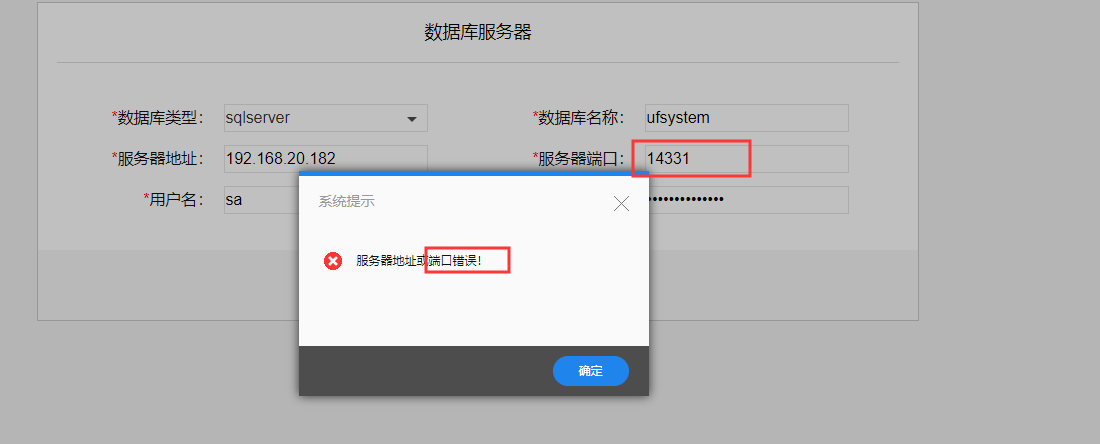 数据库服务器
*数据库类型: sqlserver *数据库名称: ufsystem
*服务器地址: 192.168.20.182 *服务器端口: 14331
*用户名: sa ••••••••••••••
系统提示
服务器地址或端口错误!
确定